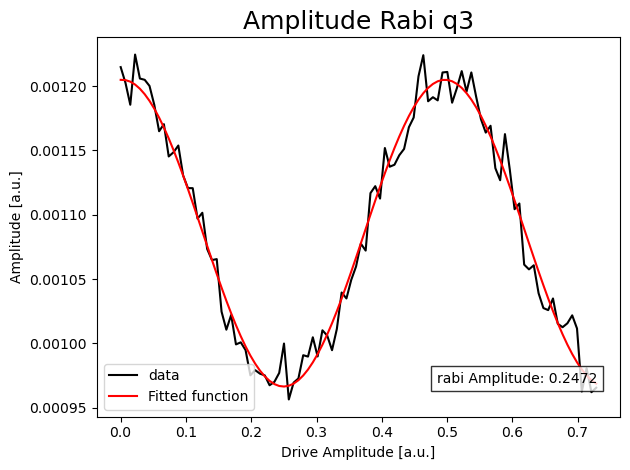 Amplitude Rabi q3
Amplitude [a.u.]
0.00120
0.00115
0.00110
0.00105
0.00100
0.00095
data
Fitted function
rabi Amplitude: 0.2472
0.0 0.1 0.2 0.3 0.4 0.5 0.6 0.7
Drive Amplitude [a.u.]